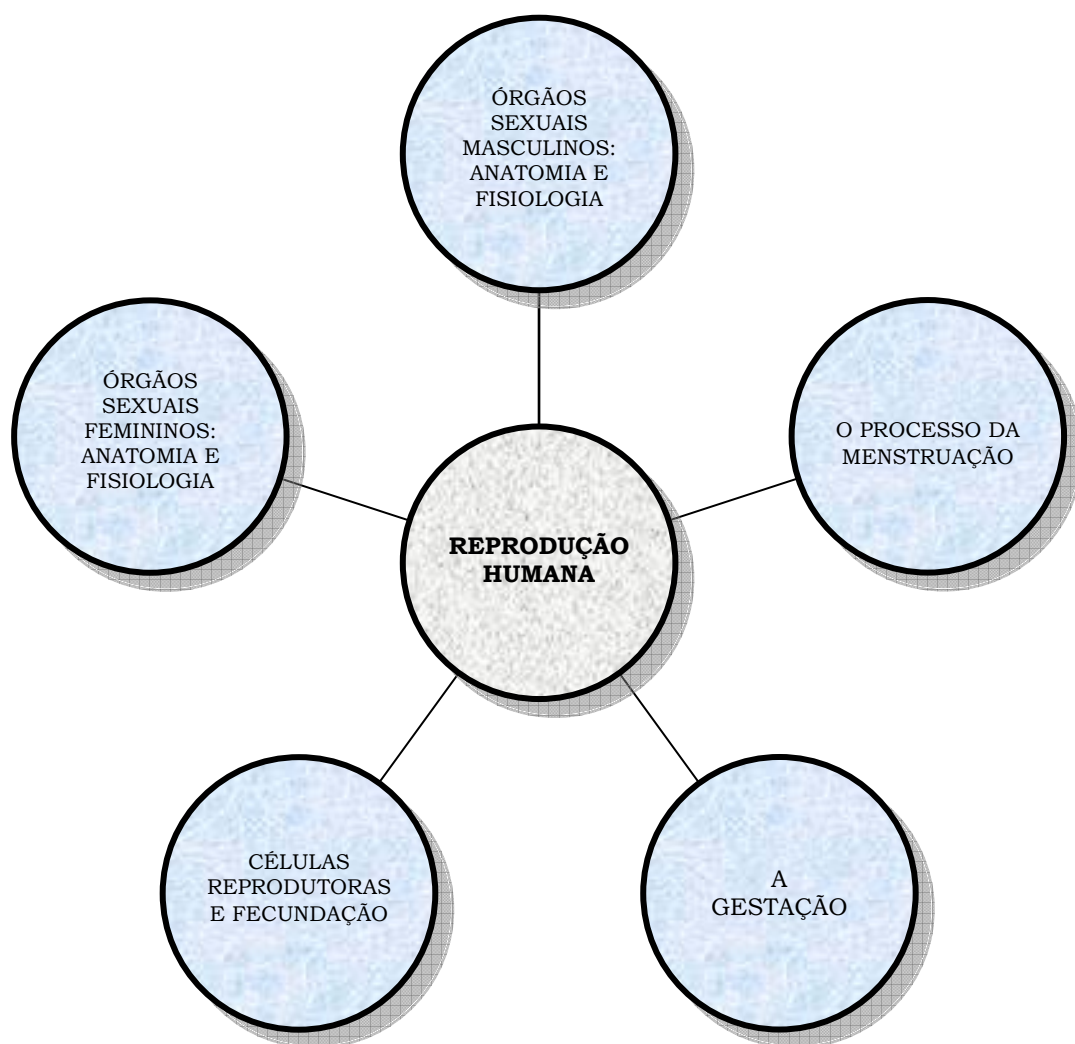 ÓRGÃOS
SEXUAIS
MASCULINOS:
ANATOMIA E
FISIOLOGIA
ÓRGÃOS
SEXUAIS
FEMININOS:
ANATOMIA E
FISIOLOGIA
O PROCESSO DA
MENSTRUAÇÃO
REPRODUÇÃO
HUMANA
CÉLULAS
REPRODUTORAS
E FECUNDAÇÃO
A
GESTAÇÃO